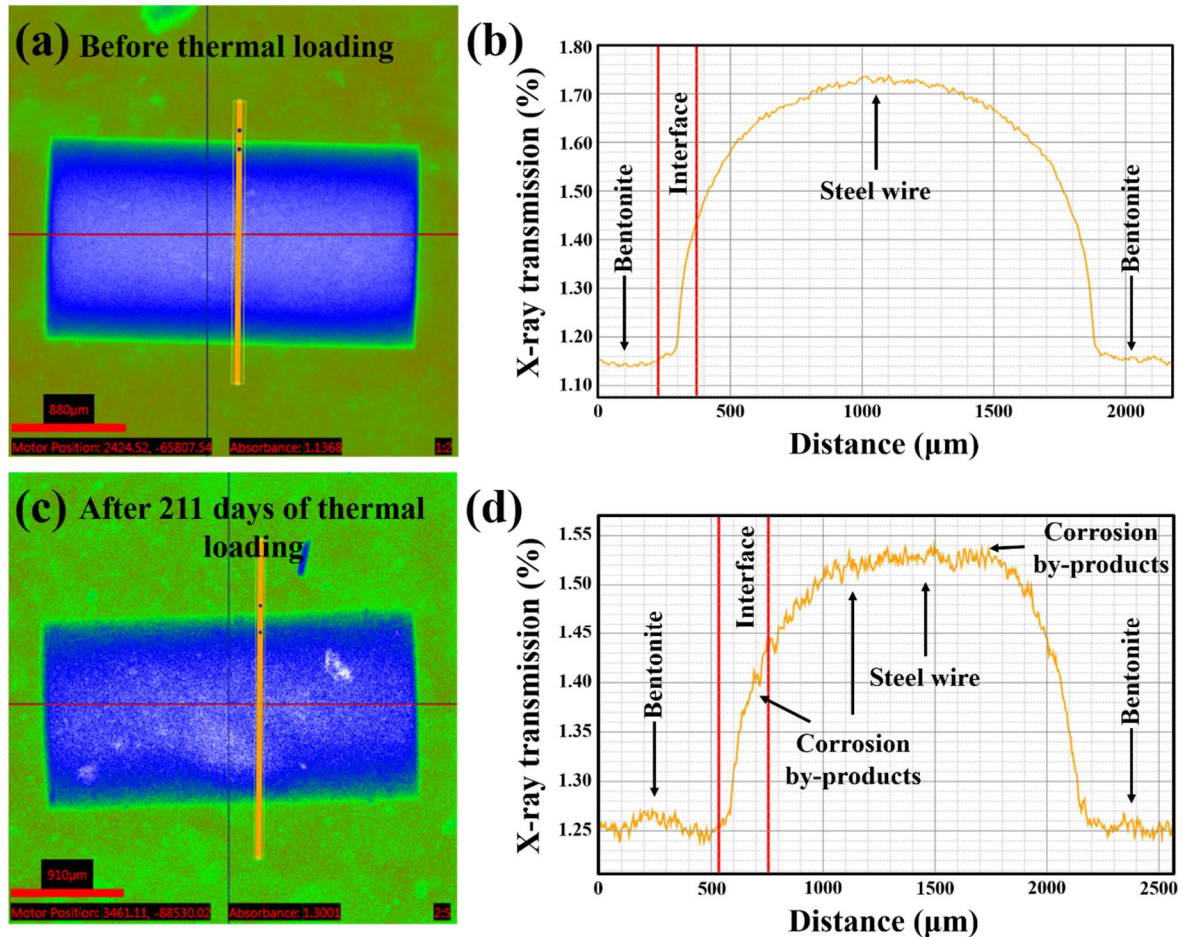 (a) Before thermal loading
880μm
Motor Position: 2424.52, -65807.54 Absorbance: 1.1368 1:2
(b)
X-ray transmission (%)
1.80
1.70
1.60
1.50
1.40
1.30
1.20
1.10
Bentonite
Interface
Steel wire
Bentonite
0 500 1000 1500 2000
Distance (μm)
(c) After 211 days of thermal
loading
910μm
Motor Position: 3461.11, -88530.02 Absorbance: 1.3001 2:5
(d)
X-ray transmission (%)
1.55
1.50
1.45
1.40
1.35
1.30
1.25
Bentonite
Interface
Corrosion
by-products
Steel wire
Corrosion
by-products
Bentonite
0 500 1000 1500 2000 2500
Distance (μm)